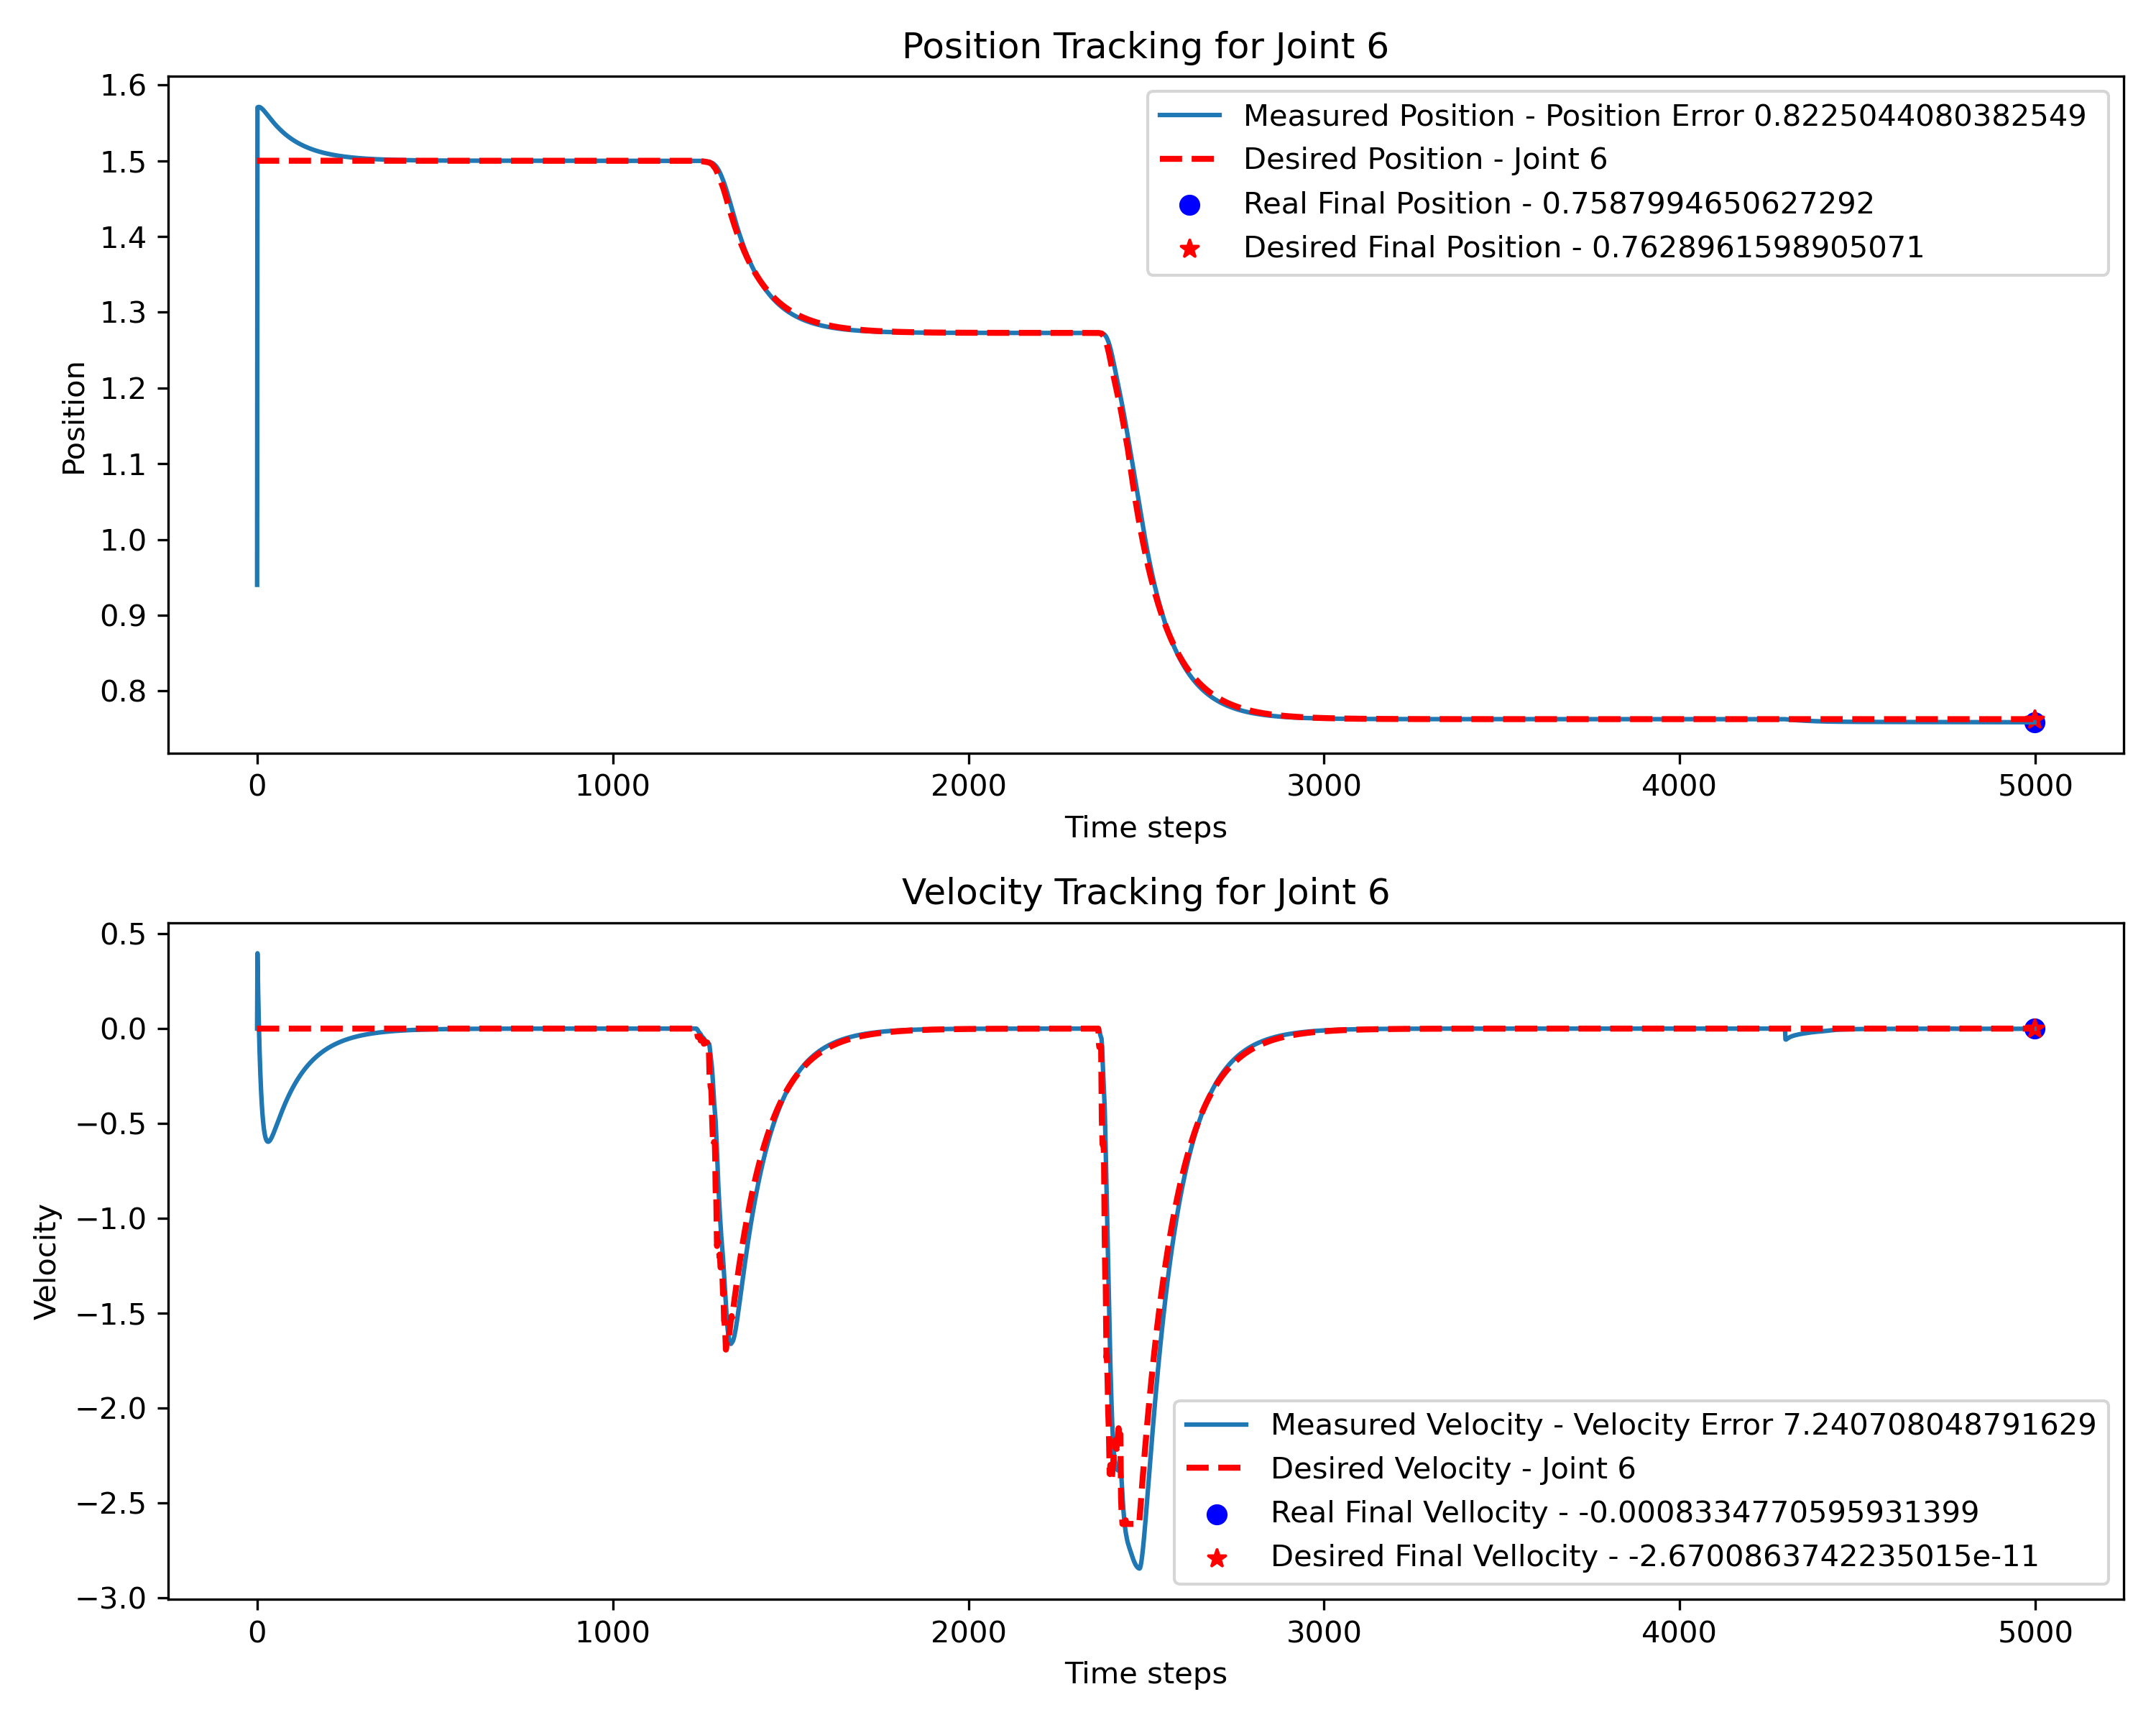 Position Tracking for Joint 6
1.6
1.5
1.4
1.3
1.2
1.1
1.0
0.9
0.8
Position
Measured Position - Position Error 0.8225044080382549
Desired Position - Joint 6
Real Final Position - 0.7587994650627292
Desired Final Position - 0.7628961598905071
0 1000 2000 3000 4000 5000
Time steps
Velocity Tracking for Joint 6
0.5
0.0
−0.5
−1.0
−1.5
−2.0
−2.5
−3.0
Velocity
Measured Velocity - Velocity Error 7.240708048791629
Desired Velocity - Joint 6
Real Final Vellocity - -0.0008334770595931399
Desired Final Vellocity - -2.6700863742235015e-11
0 1000 2000 3000 4000 5000
Time steps